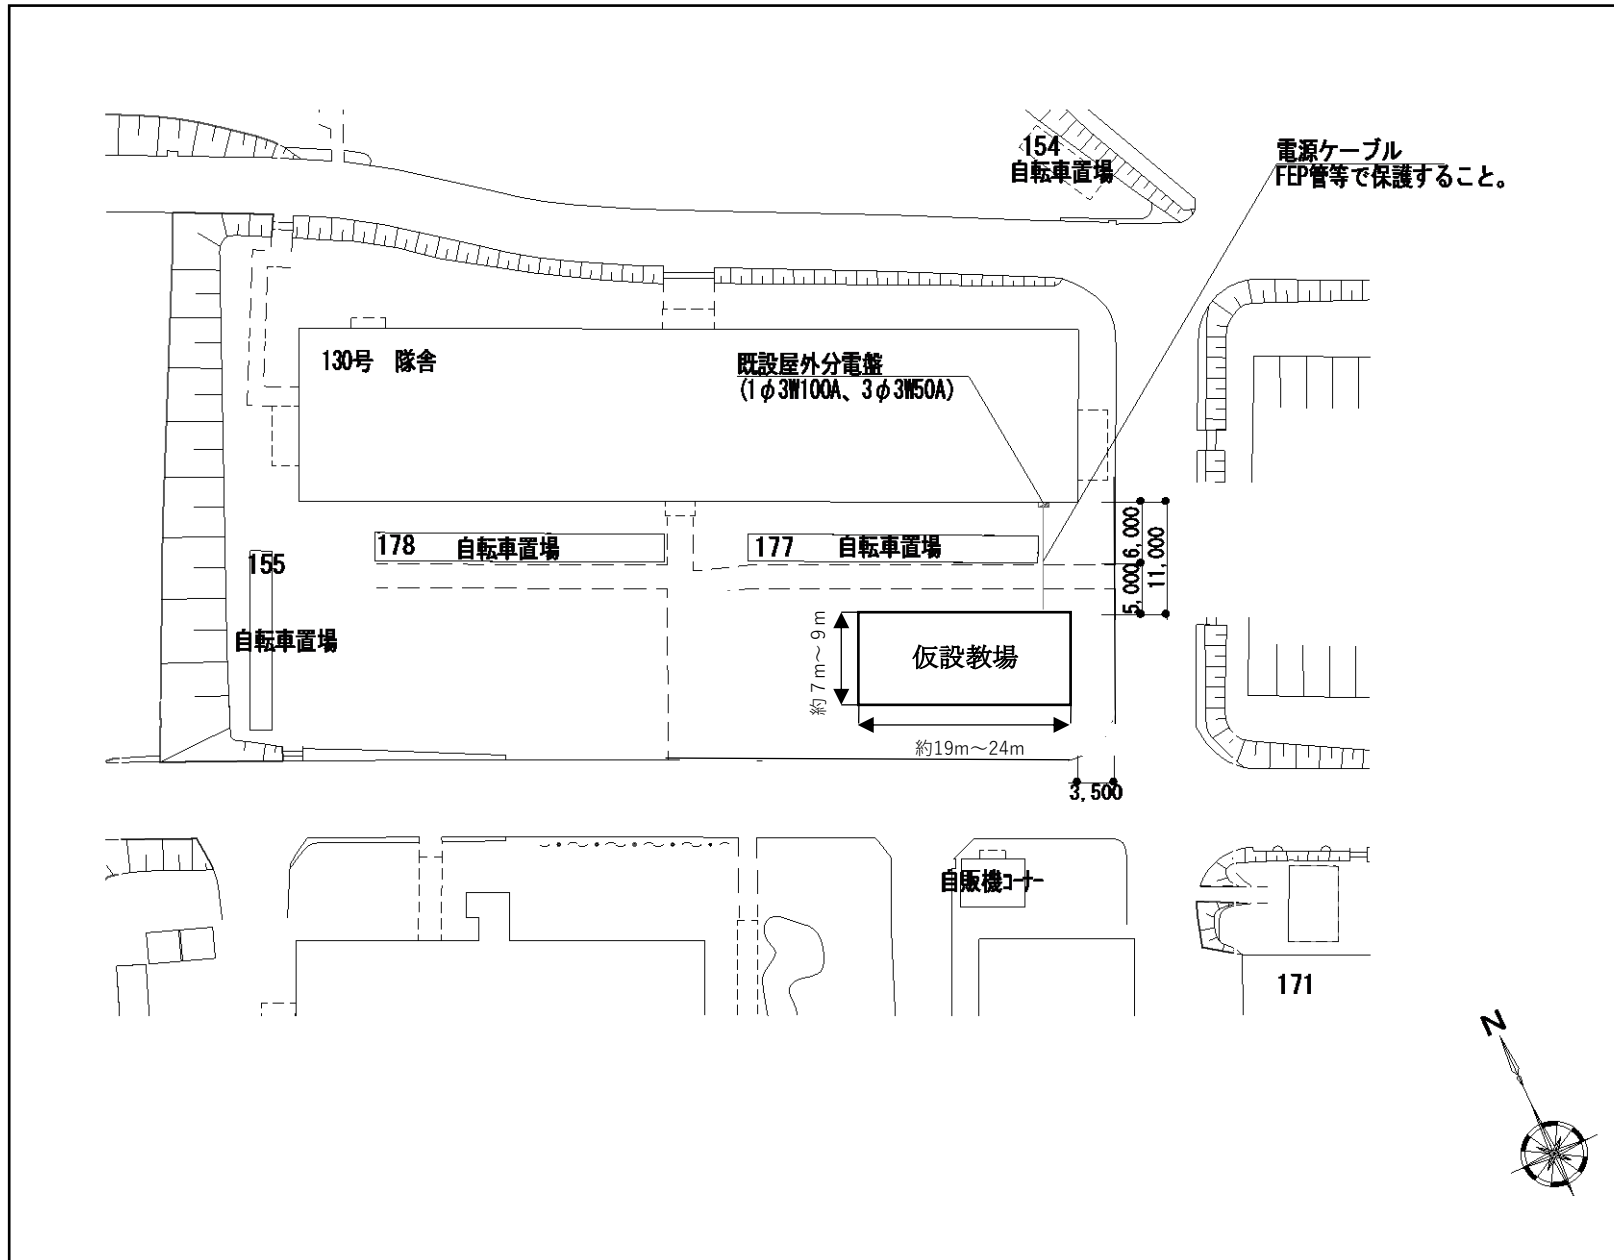 154
自転車置場
電源ケーブル
FEP管等で保護すること。
130号 隊舎
既設屋外分電盤
(1φ3W100A、3φ3W50A)
178 自転車置場
177 自転車置場
6,000
5,000
11,000
155
自転車置場
仮設教場
約7m～9m
約19m～24m
3,500
自販機コーナー
171
N